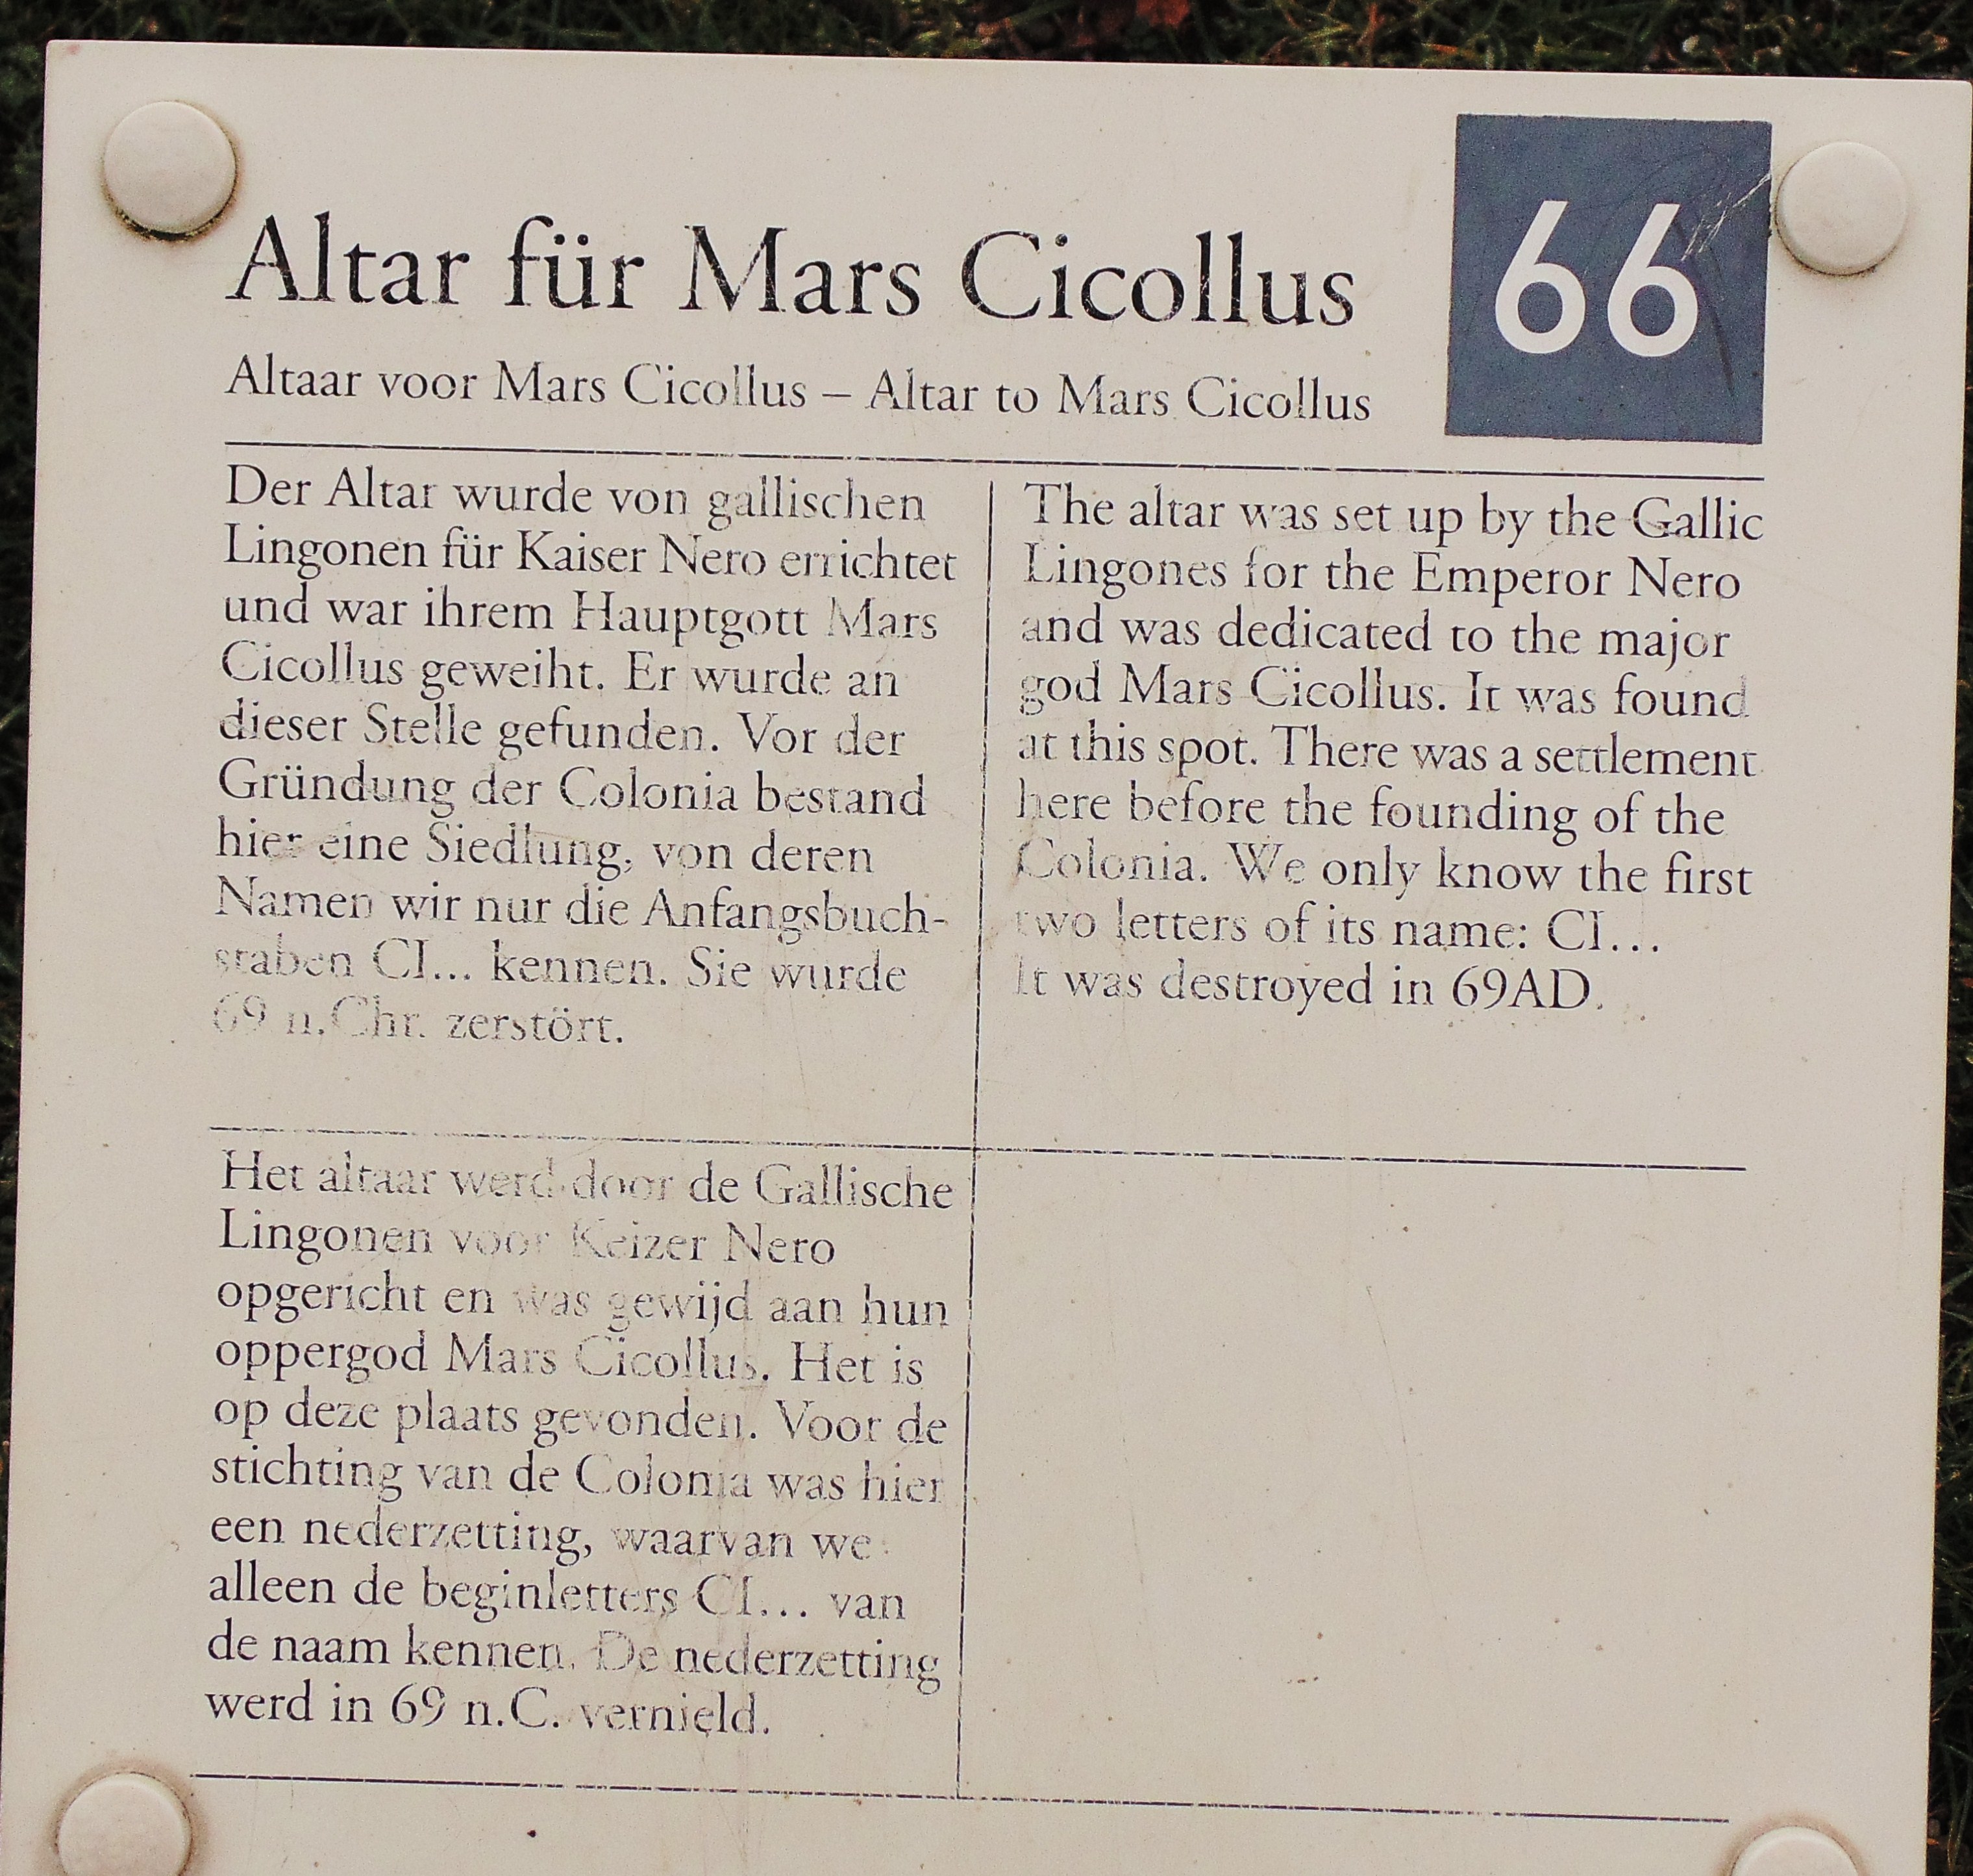 Altar für Mars Cicollus
66
Altaar voor Mars Cicollus – Altar to Mars Cicollus
Der Altar wurde von gallischen
Lingonen für Kaiser Nero errichtet
und war ihrem Hauptgott Mars
Cicollus geweiht. Er wurde an
dieser Stelle gefunden. Vor der
Gründung der Colonia bestand
hier eine Siedlung, von deren
Namen wir nur die Anfangsbuch-
staben CI... kennen. Sie wurde
69 n.Chr. zerstört.
The altar was set up by the Gallic
Lingones for the Emperor Nero
and was dedicated to the major
god Mars Cicollus. It was found
at this spot. There was a settlement
here before the founding of the
Colonia. We only know the first
two letters of its name: CI...
It was destroyed in 69AD.
Het altaar werd door de Gallische
Lingonen voor Keizer Nero
opgericht en was gewijd aan hun
oppergod Mars Cicollus. Het is
op deze plaats gevonden. Voor de
stichting van de Colonia was hier
een nederzetting, waarvan we
alleen de beginletters CI... van
de naam kennen. De nederzetting
werd in 69 n.C. vernield.